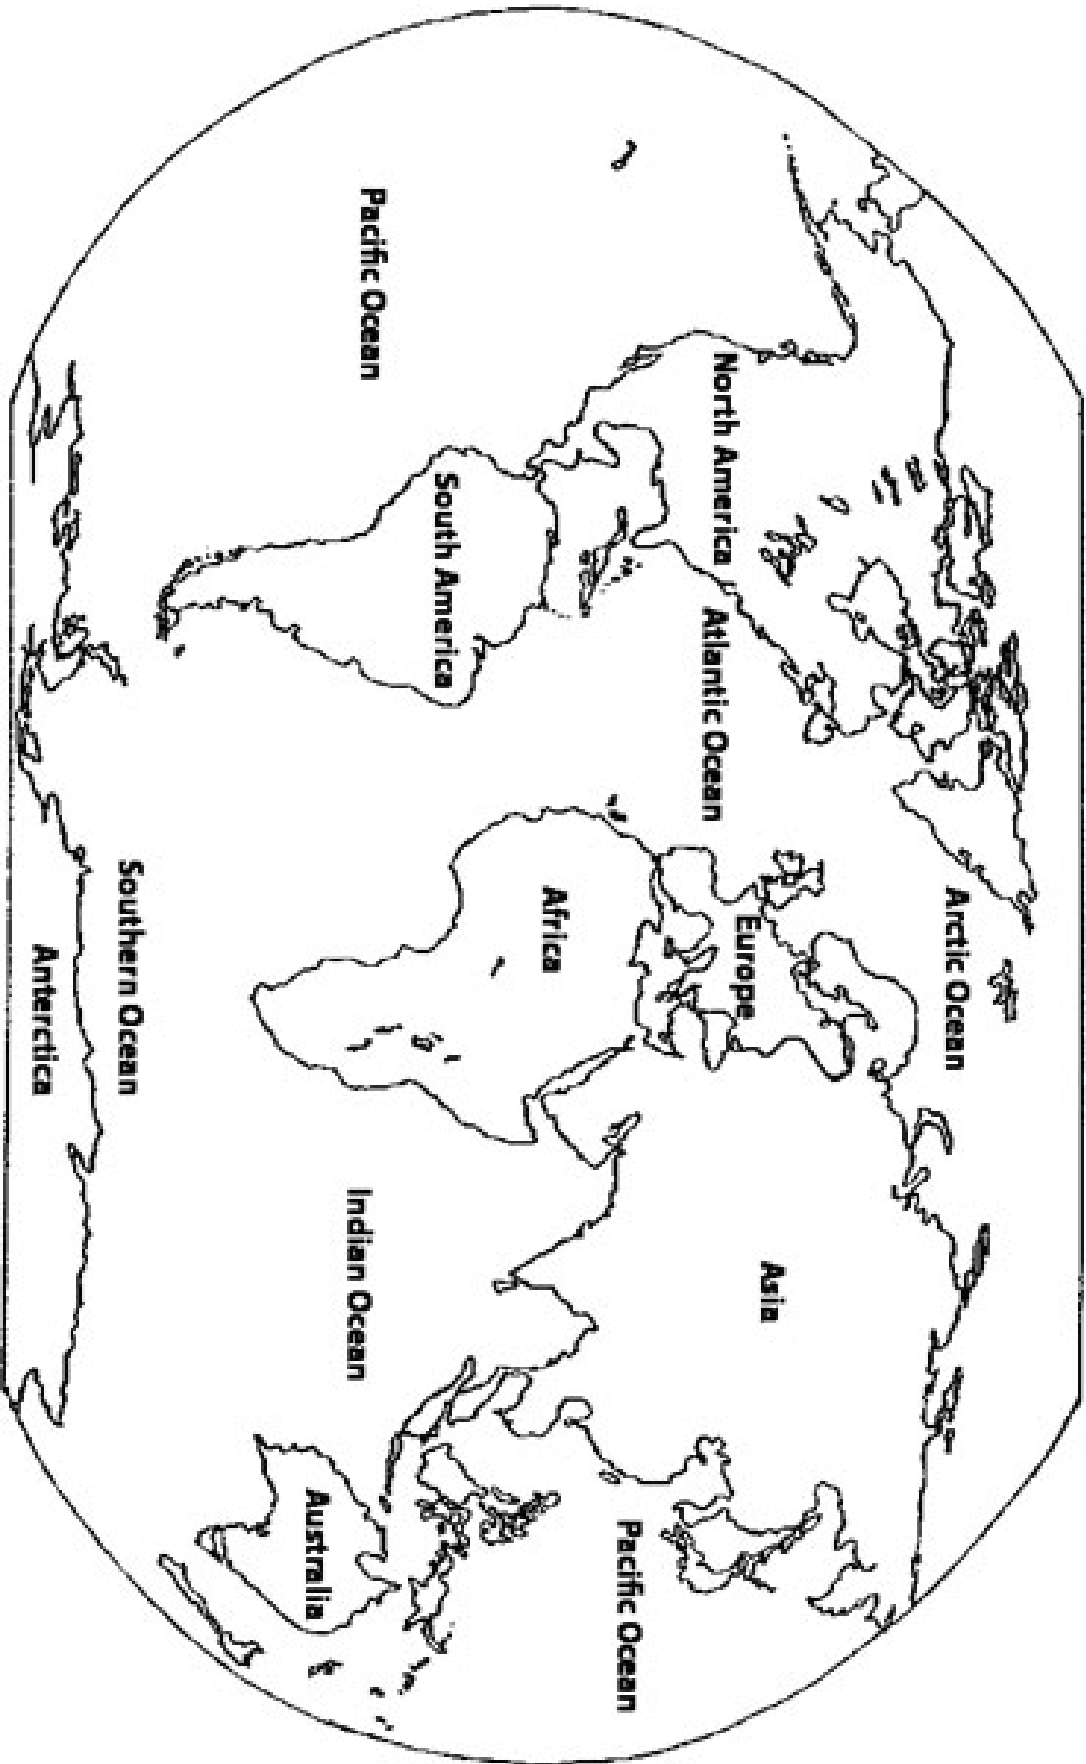 Arctic Ocean
North America
Europe
Asia
Atlantic Ocean
Pacific Ocean
Africa
Pacific Ocean
South America
Indian Ocean
Australia
Southern Ocean
Anterctica